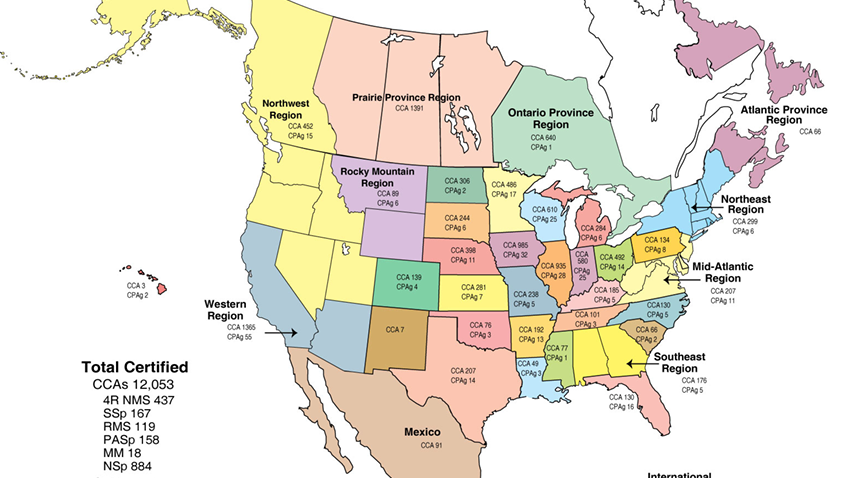 Northwest
Region
CCA 452
CPAg 15
Prairie Province Region
CCA 1391
Ontario Province
Region
CCA 640
CPAg 1
Atlantic Province
Region
CCA 66
Rocky Mountain
Region
CCA 89
CPAg 6
CCA 306
CPAg 2
CCA 486
CPAg 17
CCA 244
CPAg 6
CCA 610
CPAg 25
CCA 284
CPAg 6
Northeast
Region
CCA 299
CPAg 6
CCA 398
CPAg 11
CCA 985
CPAg 32
CCA 134
CPAg 8
CCA 935
CPAg 28
CCA
580
CPAg
25
CCA 492
CPAg 14
Mid-Atlantic
Region
CCA 207
CPAg 11
CCA 3
CPAg 2
CCA 139
CPAg 4
CCA 281
CPAg 7
CCA 238
CPAg 5
CCA 185
CPAg 5
Western
Region
CCA 1365
CPAg 55
CCA 7
CCA 76
CPAg 3
CCA 192
CPAg 13
CCA 101
CPAg 3
CCA130
CPAg 5
CCA 66
CPAg 2
CCA 77
CPAg 1
CCA 49
CPAg 3
Southeast
Region
CCA 176
CPAg 5
CCA 207
CPAg 14
CCA 130
CPAg 16
Mexico
CCA 91
Total Certified
CCAs 12,053
4R NMS 437
SSp 167
RMS 119
PASp 158
MM 18
NSp 884
International